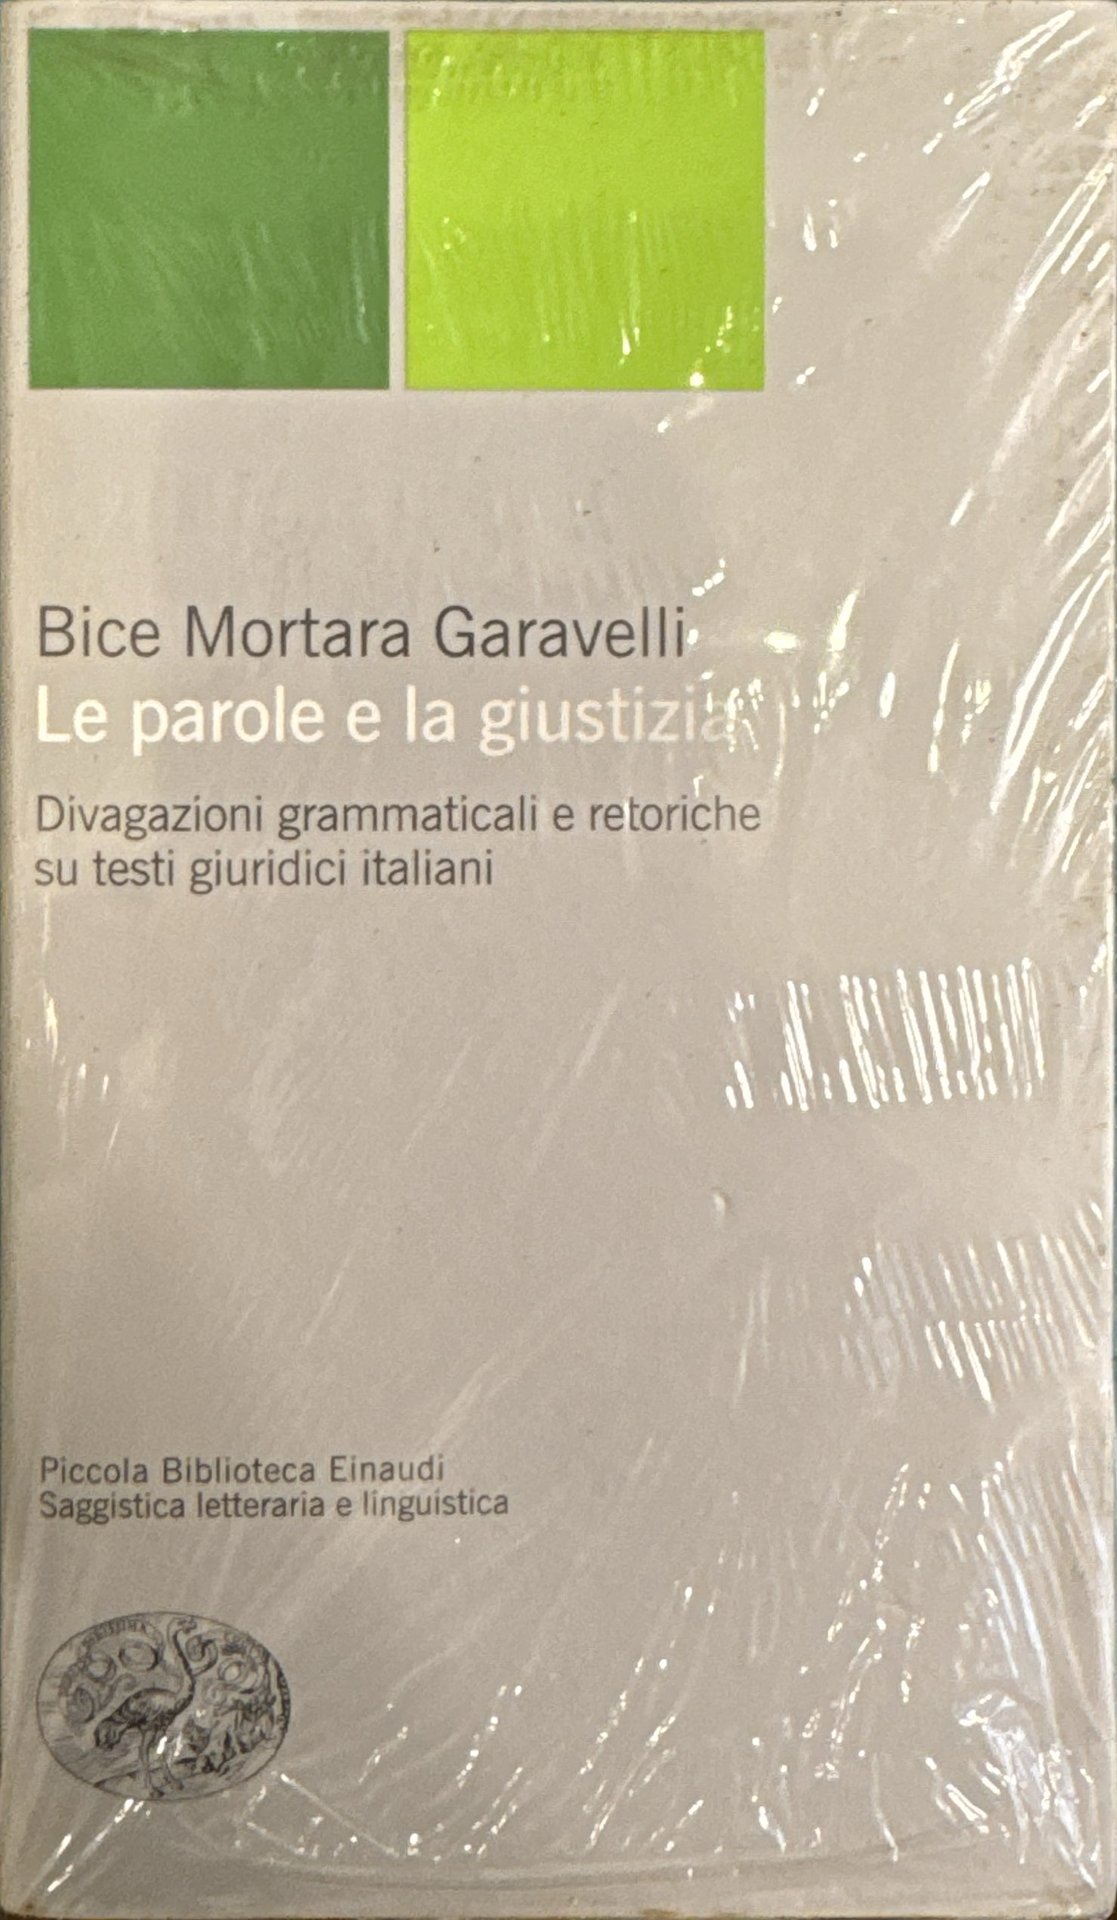 Bice Mortara Garavelli
Le parole e la giustizia
Divagazioni grammaticali e retoriche
su testi giuridici italiani
Piccola Biblioteca Einaudi
Saggistica letteraria e linguistica